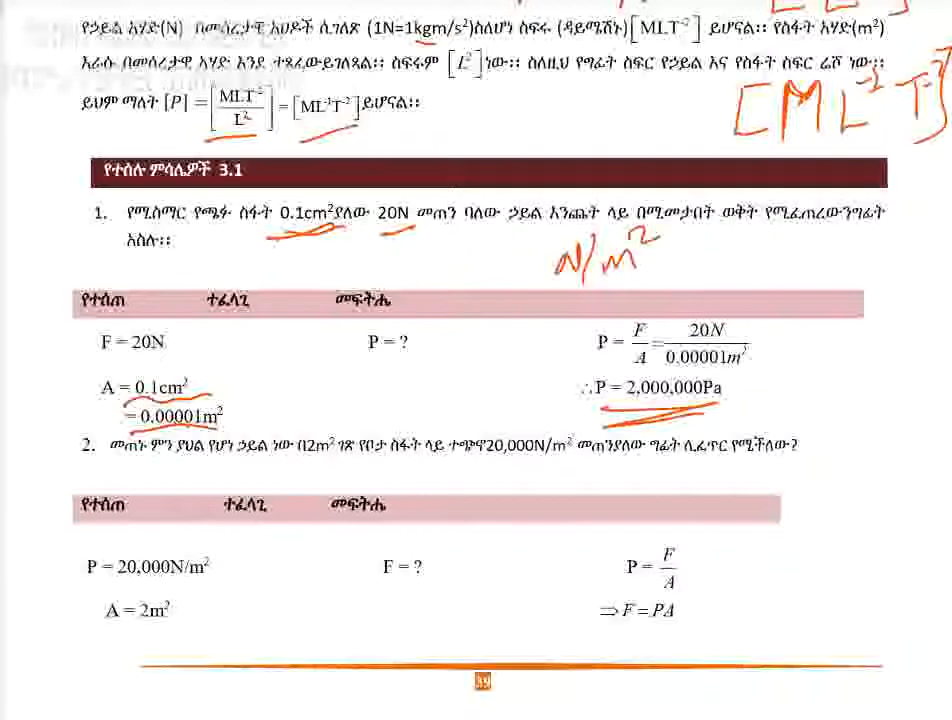 የኃይል አሃድ(N) በመሰረታዊ አህዶች ሲገለጽ (1N=1kgm/s²)ስለሆነ ስፍሩ (ዳይሜሽኑ) [MLT⁻²] ይሆናል፡፡ የስፋት አሃድ(m²)
እራሱ በመሰረታዊ አሃድ እንደ ተጻፈውይገለጻል፡፡ ስፍሩም [L²] ነው፡፡ ስለዚህ የግፊት ስፍር የኃይል እና የስፋት ስፍር ሬሾ ነው፡፡
ይህም ማለት [P] = [MLT⁻²/L²] = [ML⁻¹T⁻²] ይሆናል፡፡
[ML⁻¹T⁻²]
የተሰሉ ምሳሌዎች 3.1
1. የሚስማር የጫፉ ስፋት 0.1cm²ያለው 20N መጠን ባለው ኃይል እንጨት ላይ በሚመታበት ወቅት የሚፈጠረውንግፊት
አስሉ፡፡
N/m²
የተሰጠ ተፈላጊ መፍትሔ
F = 20N P = ? P = F/A = 20N/0.00001m²
A = 0.1cm² ∴P = 2,000,000Pa
= 0.00001m²
2. መጠኑ ምን ያህል የሆነ ኃይል ነው በ2m² ገጽ የቦታ ስፋት ላይ ተጭኖ20,000N/m² መጠንያለው ግፊት ሊፈጥር የሚችለው?
የተሰጠ ተፈላጊ መፍትሔ
P = 20,000N/m² F = ? P = F/A
A = 2m² ⇒ F = PA
39